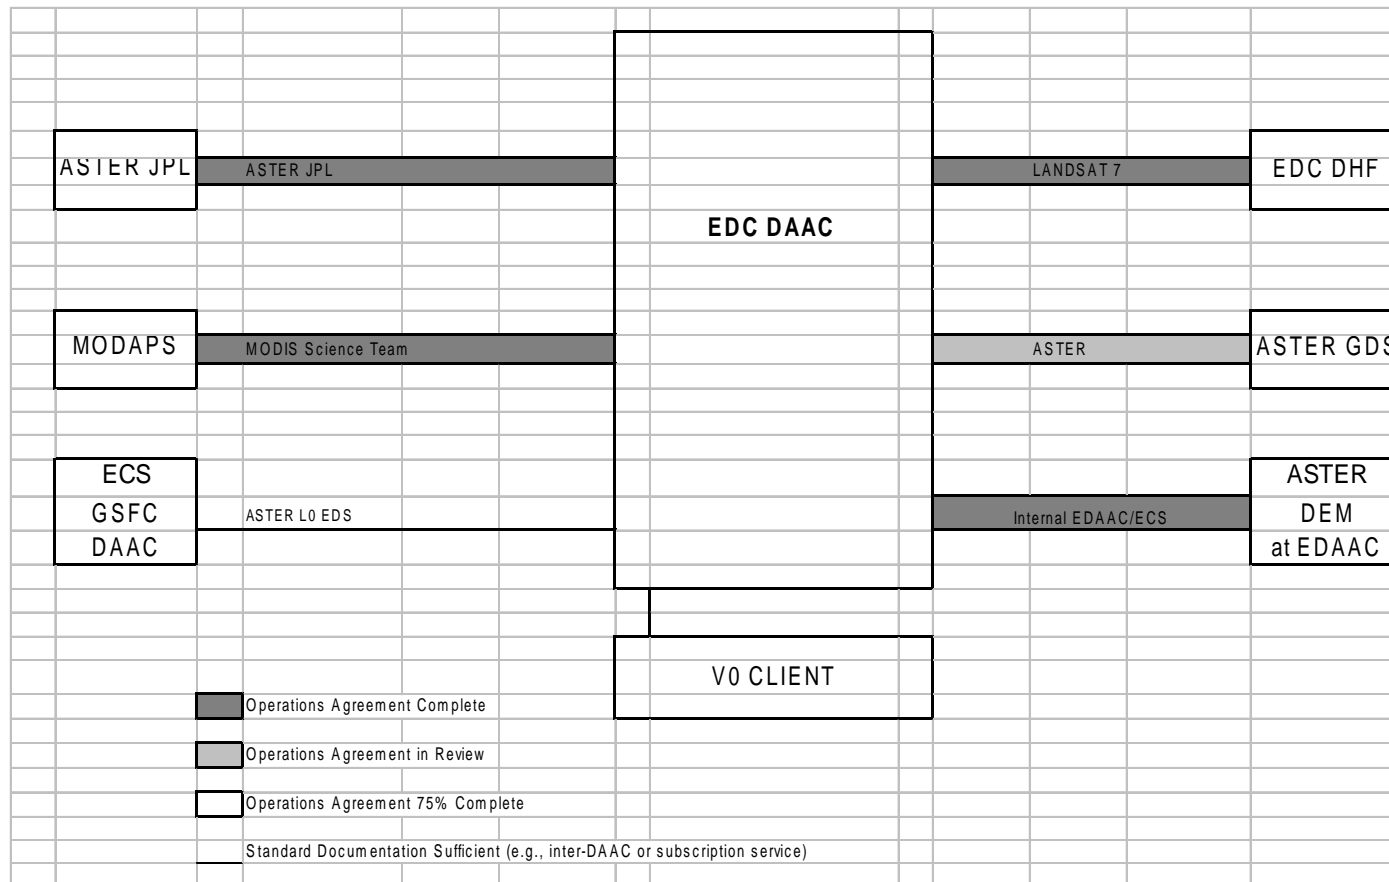 ASTER JPL
ASTER JPL
LANDSAT 7
EDC DHF
EDC DAAC
MODAPS
MODIS Science Team
ASTER
ASTER GDS
ECS
GSFC
DAAC
ASTER L0 EDS
Internal EDAAC/ECS
ASTER
DEM
at EDAAC
V0 CLIENT
Operations Agreement Complete
Operations Agreement in Review
Operations Agreement 75% Complete
Standard Documentation Sufficient (e.g., inter-DAAC or subscription service)